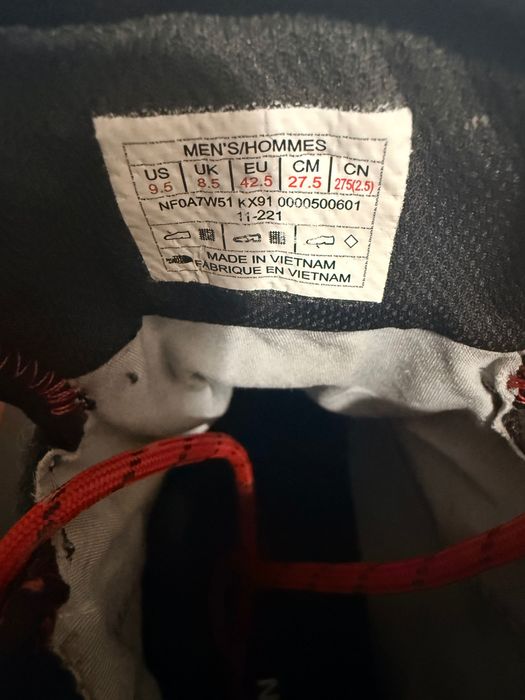 MEN'S/HOMMES
US UK EU CM CN
9.5 8.5 42.5 27.5 275(2.5)
NF0A7W51 KX91 0000500601
11-221
MADE IN VIETNAM
FABRIQUE EN VIETNAM
N